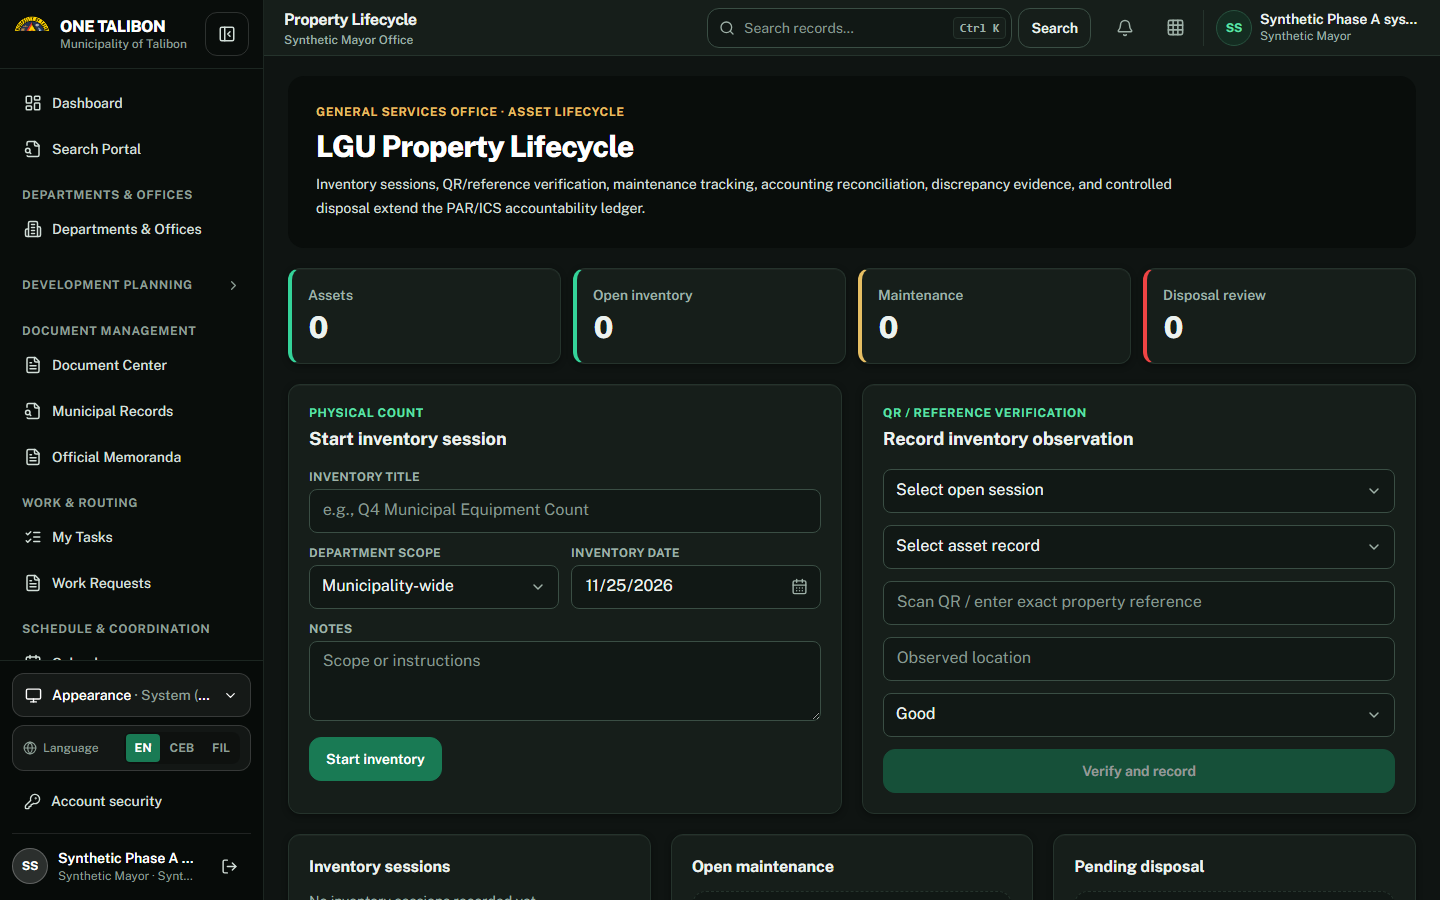 ONE TALIBON
Municipality of Talibon
Dashboard
Search Portal
DEPARTMENTS & OFFICES
Departments & Offices
DEVELOPMENT PLANNING
DOCUMENT MANAGEMENT
Document Center
Municipal Records
Official Memoranda
WORK & ROUTING
My Tasks
Work Requests
SCHEDULE & COORDINATION
Appearance · System (...
Language EN CEB FIL
Account security
SS Synthetic Phase A ...
Synthetic Mayor · Synt...
Property Lifecycle
Synthetic Mayor Office
Search records... Ctrl K Search
SS Synthetic Phase A sys...
Synthetic Mayor
GENERAL SERVICES OFFICE · ASSET LIFECYCLE
LGU Property Lifecycle
Inventory sessions, QR/reference verification, maintenance tracking, accounting reconciliation, discrepancy evidence, and controlled
disposal extend the PAR/ICS accountability ledger.
Assets
0
Open inventory
0
Maintenance
0
Disposal review
0
PHYSICAL COUNT
Start inventory session
INVENTORY TITLE
e.g., Q4 Municipal Equipment Count
DEPARTMENT SCOPE
Municipality-wide
INVENTORY DATE
11/25/2026
NOTES
Scope or instructions
Start inventory
QR / REFERENCE VERIFICATION
Record inventory observation
Select open session
Select asset record
Scan QR / enter exact property reference
Observed location
Good
Verify and record
Inventory sessions
No inventory sessions recorded yet.
Open maintenance
Pending disposal